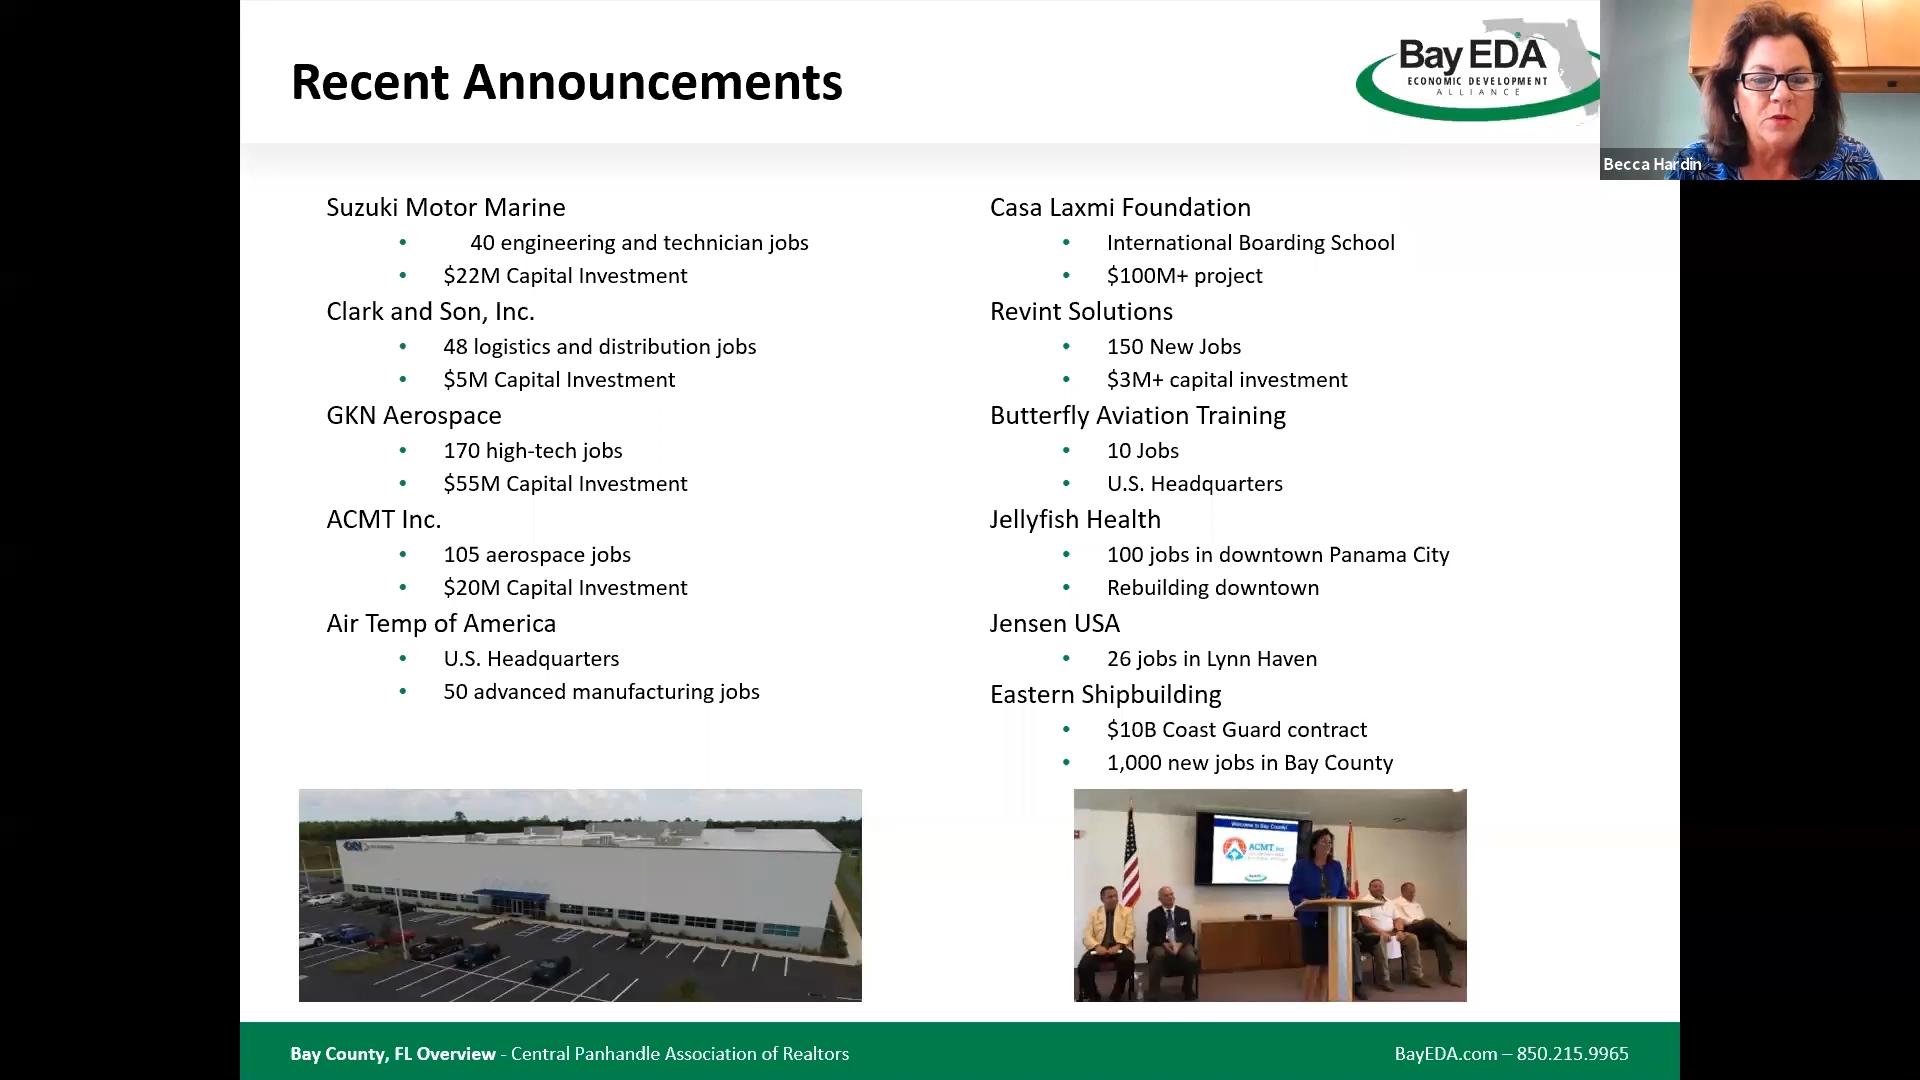 Recent Announcements
Bay EDA
ECONOMIC DEVELOPMENT
ALLIANCE
Becca Hardin
Suzuki Motor Marine
• 40 engineering and technician jobs
• $22M Capital Investment
Clark and Son, Inc.
• 48 logistics and distribution jobs
• $5M Capital Investment
GKN Aerospace
• 170 high-tech jobs
• $55M Capital Investment
ACMT Inc.
• 105 aerospace jobs
• $20M Capital Investment
Air Temp of America
• U.S. Headquarters
• 50 advanced manufacturing jobs
Casa Laxmi Foundation
• International Boarding School
• $100M+ project
Revint Solutions
• 150 New Jobs
• $3M+ capital investment
Butterfly Aviation Training
• 10 Jobs
• U.S. Headquarters
Jellyfish Health
• 100 jobs in downtown Panama City
• Rebuilding downtown
Jensen USA
• 26 jobs in Lynn Haven
Eastern Shipbuilding
• $10B Coast Guard contract
• 1,000 new jobs in Bay County
GKN
Welcome to Bay County!
ACMT
Bay County, FL Overview - Central Panhandle Association of Realtors
BayEDA.com – 850.215.9965